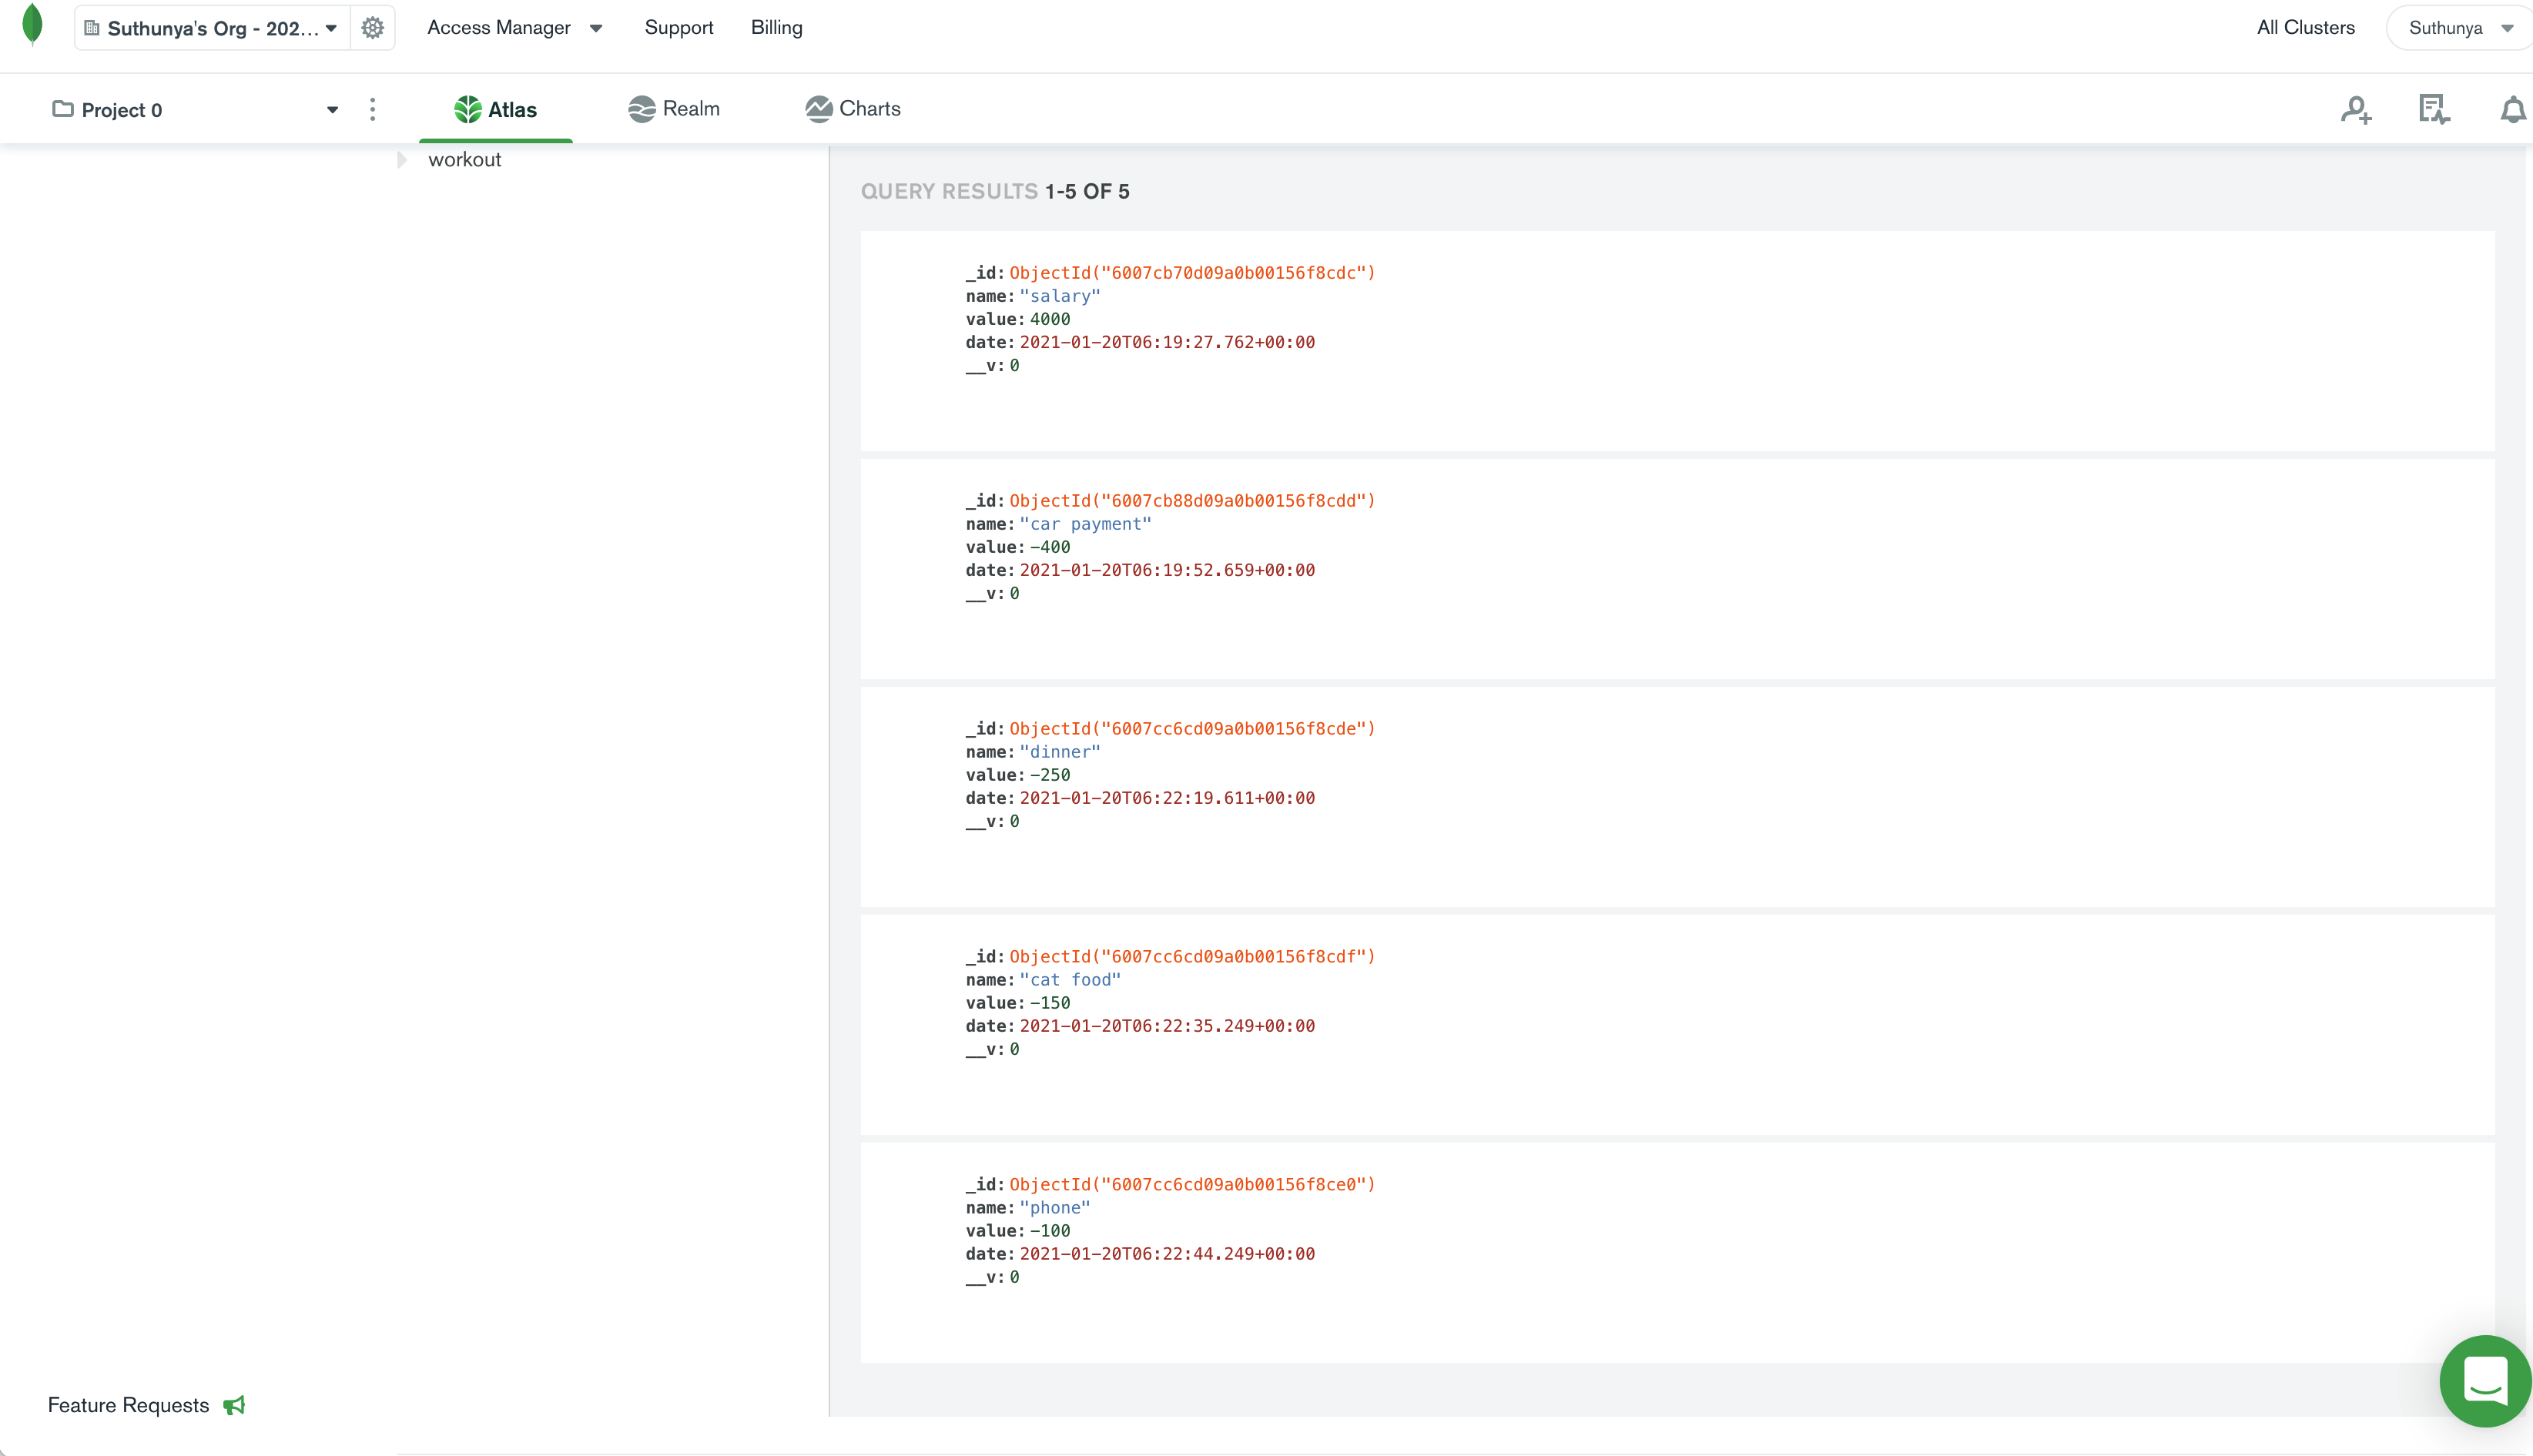 Suthunya's Org - 202...
Access Manager
Support
Billing
All Clusters
Suthunya
Project 0
Atlas
Realm
Charts
workout
QUERY RESULTS 1-5 OF 5
_id: ObjectId("6007cb70d09a0b00156f8cdc")
name: "salary"
value: 4000
date: 2021-01-20T06:19:27.762+00:00
__v: 0
_id: ObjectId("6007cb88d09a0b00156f8cdd")
name: "car payment"
value: -400
date: 2021-01-20T06:19:52.659+00:00
__v: 0
_id: ObjectId("6007cc6cd09a0b00156f8cde")
name: "dinner"
value: -250
date: 2021-01-20T06:22:19.611+00:00
__v: 0
_id: ObjectId("6007cc6cd09a0b00156f8cdf")
name: "cat food"
value: -150
date: 2021-01-20T06:22:35.249+00:00
__v: 0
_id: ObjectId("6007cc6cd09a0b00156f8ce0")
name: "phone"
value: -100
date: 2021-01-20T06:22:44.249+00:00
__v: 0
Feature Requests